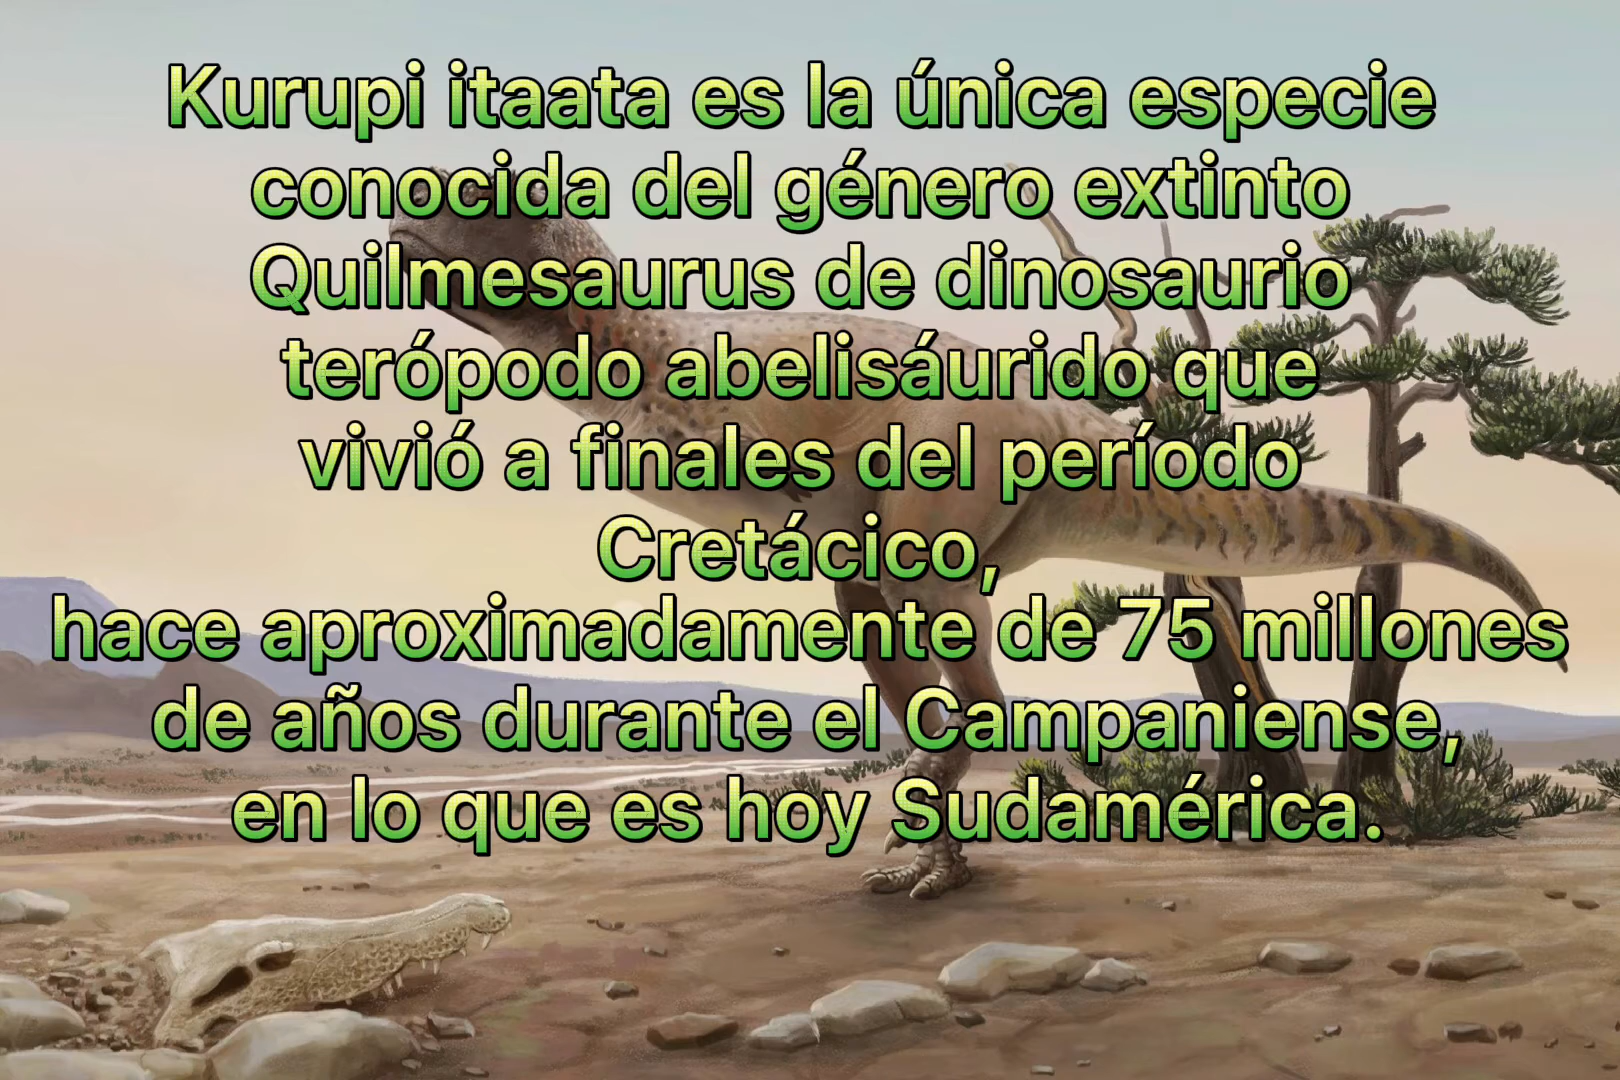 Kurupi itaata es la única especie
conocida del género extinto
Quilmesaurus de dinosaurio
terópodo abelisáurido que
vivió a finales del período
Cretácico,
hace aproximadamente de 75 millones
de años durante el Campaniense,
en lo que es hoy Sudamérica.